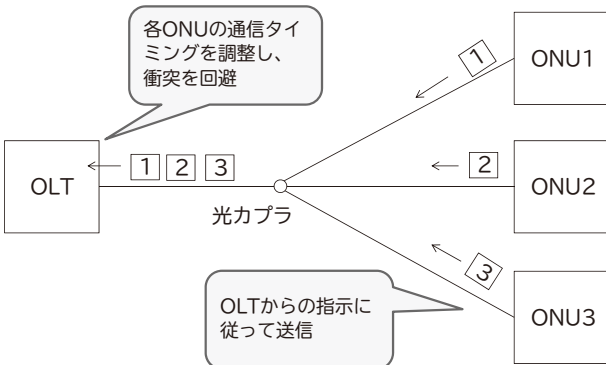 各ONUの通信タイ
ミングを調整し、
衝突を回避
1
ONU1
OLT
1 2 3
2
ONU2
光カプラ
3
OLTからの指示に
従って送信
ONU3